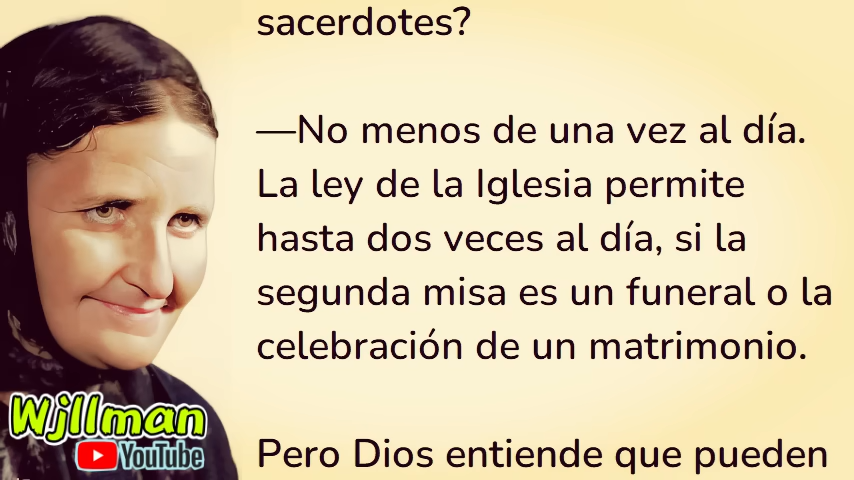 sacerdotes?
—No menos de una vez al día.
La ley de la Iglesia permite
hasta dos veces al día, si la
segunda misa es un funeral o la
celebración de un matrimonio.
Pero Dios entiende que pueden
Wjllman
YouTube